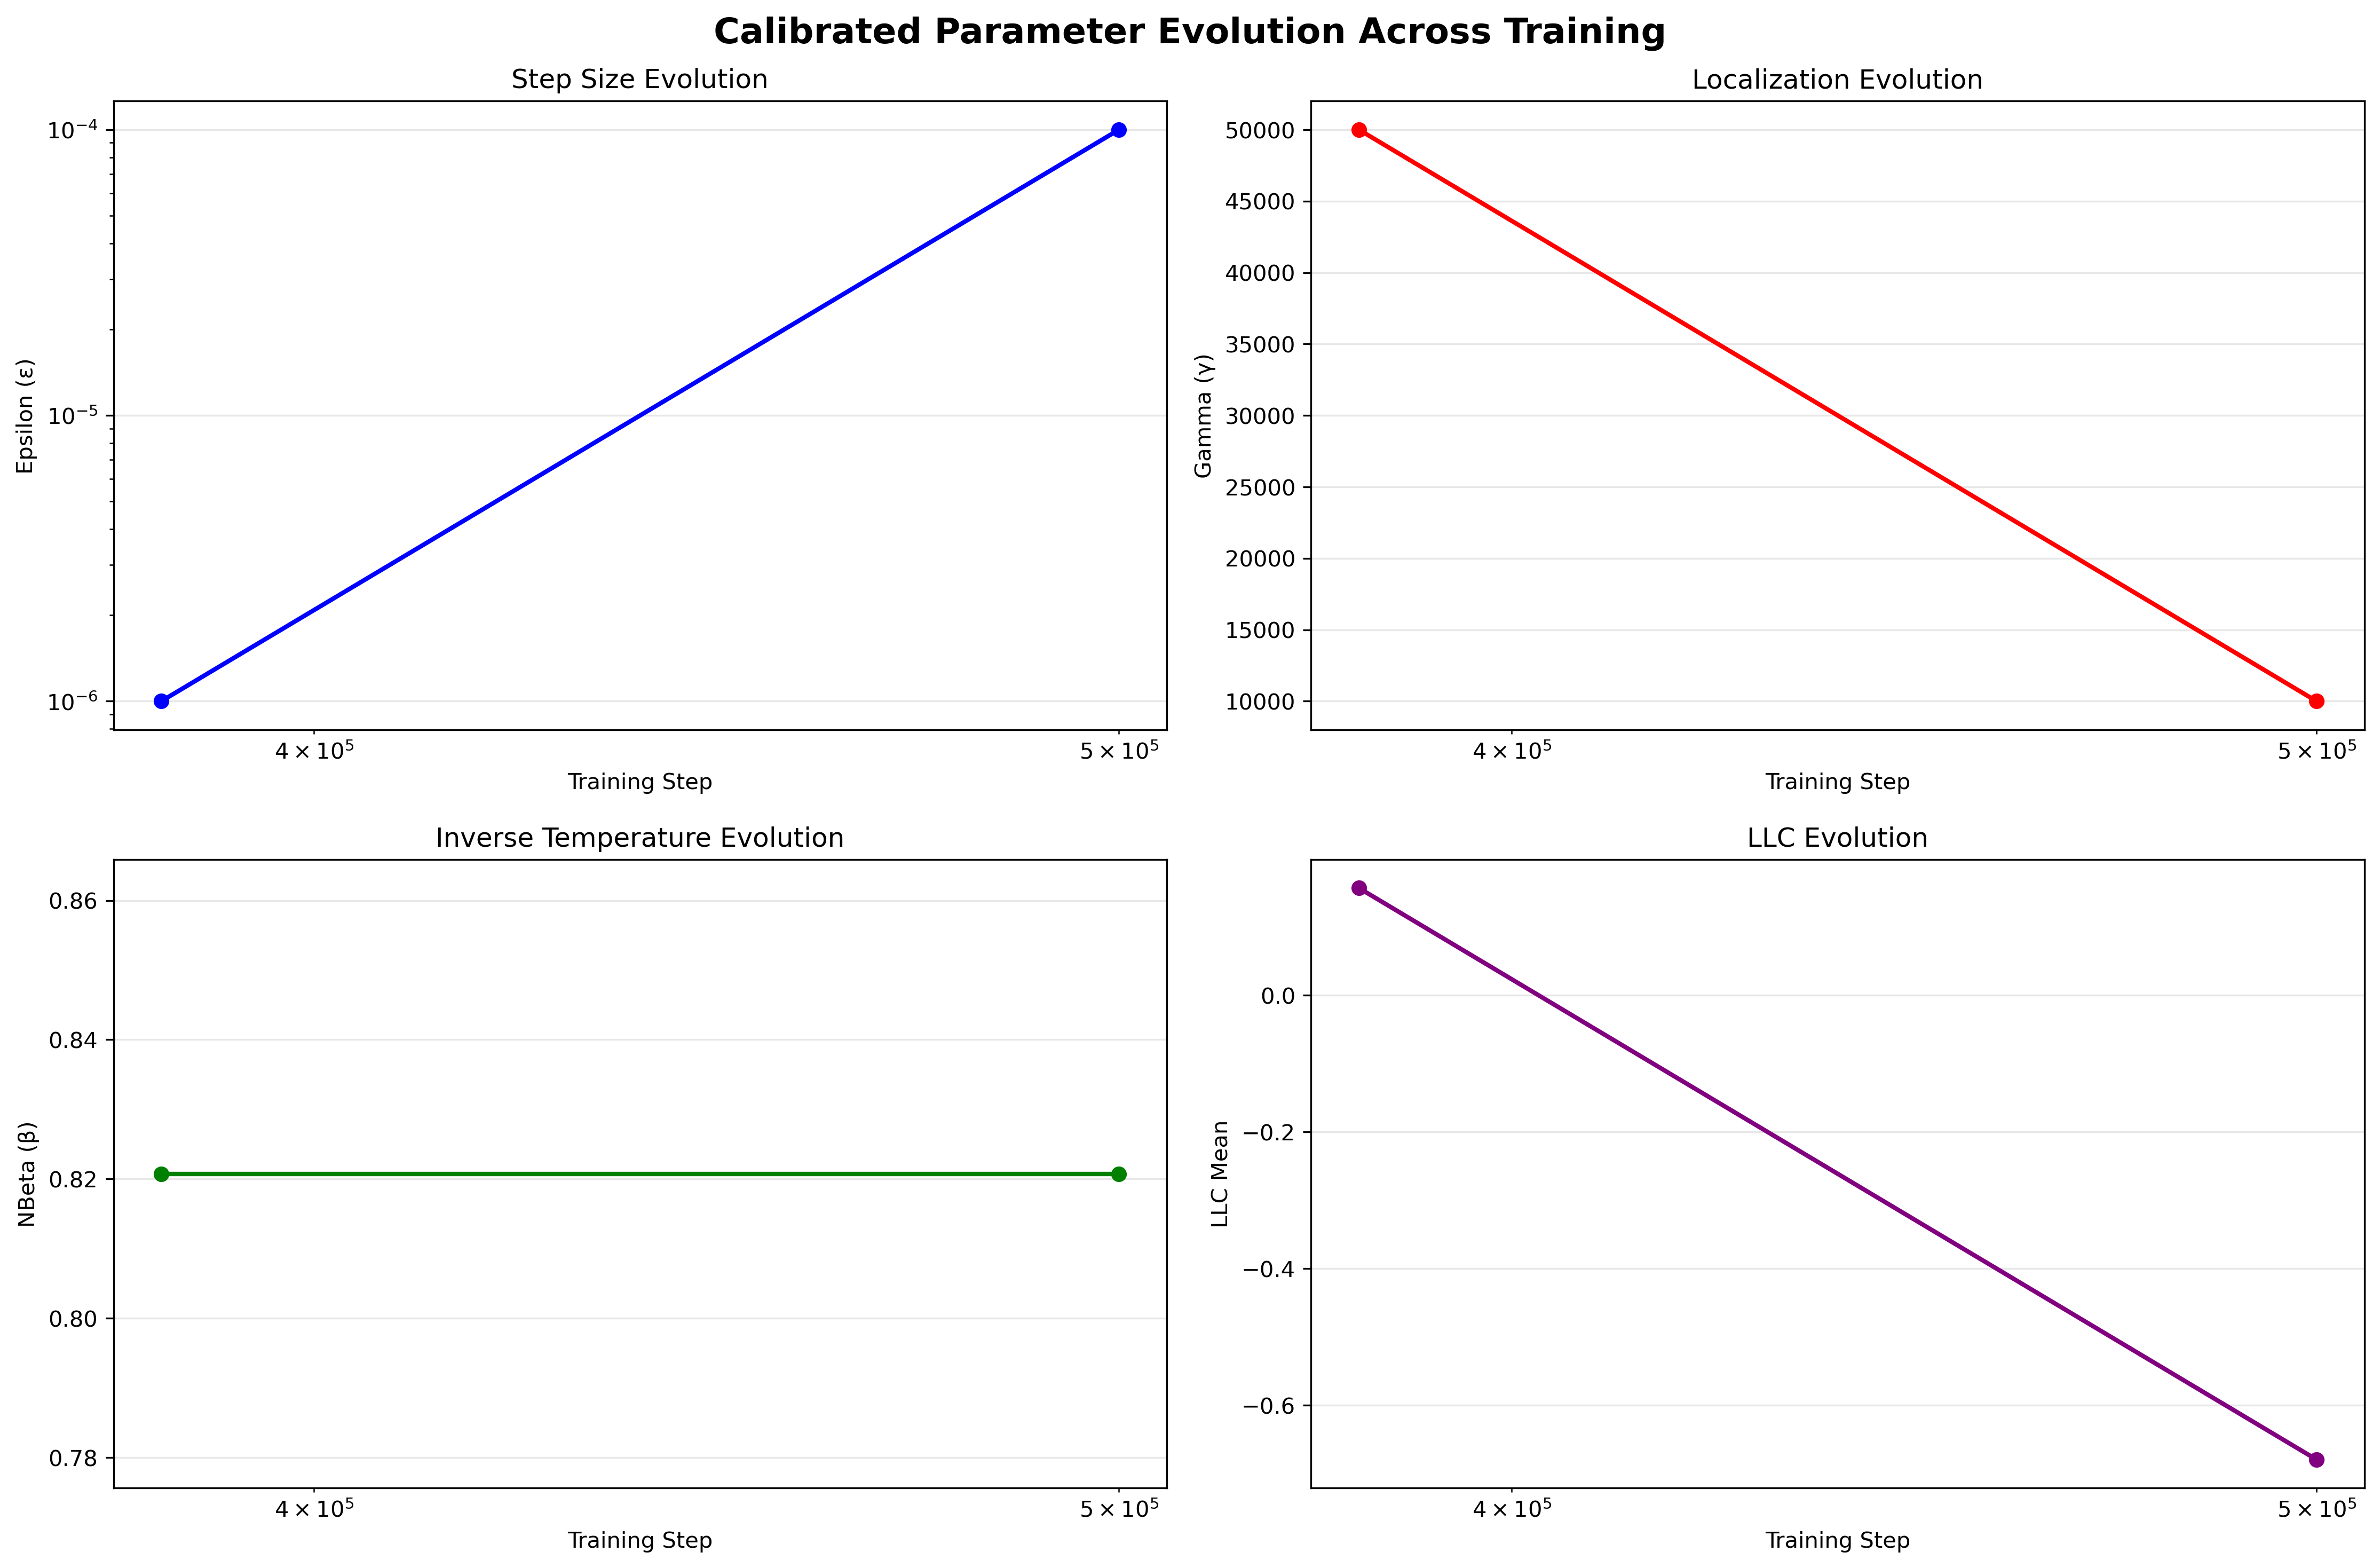 Calibrated Parameter Evolution Across Training
Step Size Evolution
Epsilon (ε)
10⁻⁴
10⁻⁵
10⁻⁶
4 × 10⁵
5 × 10⁵
Training Step
Localization Evolution
Gamma (γ)
50000
45000
40000
35000
30000
25000
20000
15000
10000
4 × 10⁵
5 × 10⁵
Training Step
Inverse Temperature Evolution
NBeta (β)
0.86
0.84
0.82
0.80
0.78
4 × 10⁵
5 × 10⁵
Training Step
LLC Evolution
LLC Mean
0.0
−0.2
−0.4
−0.6
4 × 10⁵
5 × 10⁵
Training Step